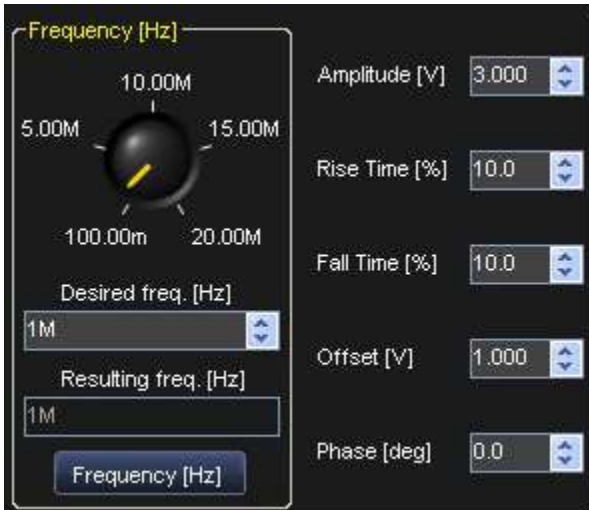 Frequency [Hz]
10.00M
5.00M
15.00M
100.00m
20.00M
Desired freq. [Hz]
1M
Resulting freq. [Hz]
1M
Frequency [Hz]
Amplitude [V] 3.000
Rise Time [%] 10.0
Fall Time [%] 10.0
Offset [V] 1.000
Phase [deg] 0.0